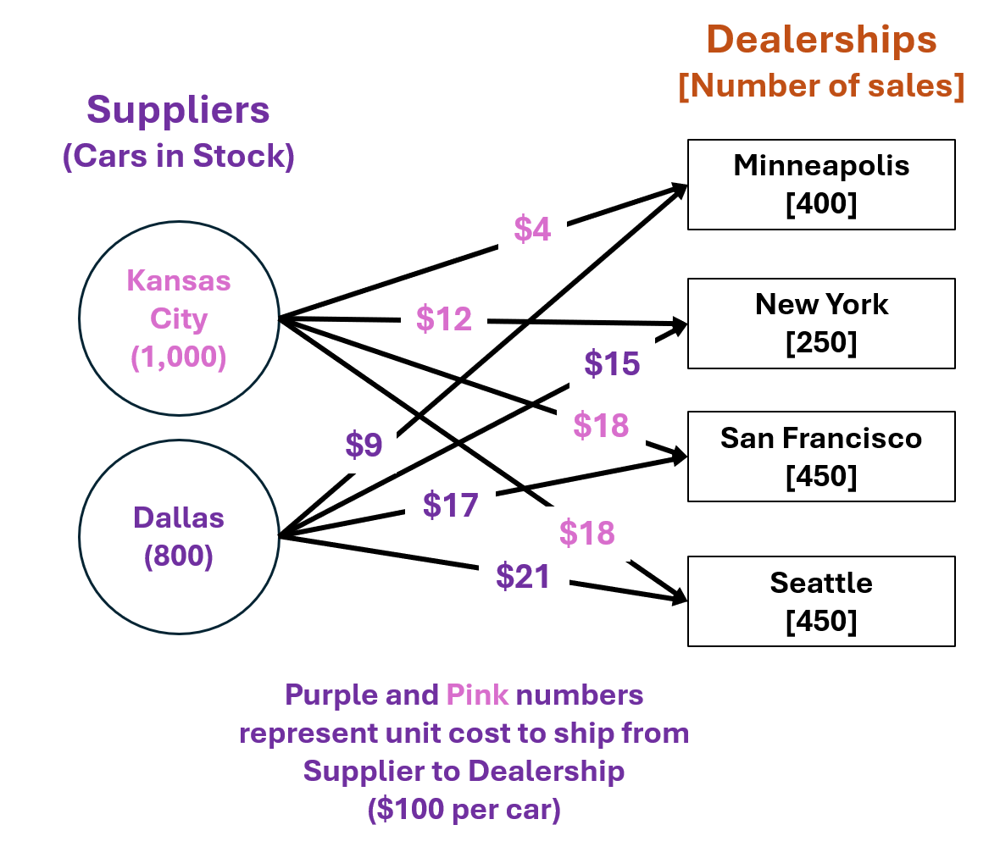 Dealerships
[Number of sales]
Suppliers
(Cars in Stock)
Minneapolis
[400]
$4
Kansas
City
(1,000)
$12
New York
[250]
$15
$18
San Francisco
[450]
$9
$17
Dallas
(800)
$18
$21
Seattle
[450]
Purple and Pink numbers
represent unit cost to ship from
Supplier to Dealership
($100 per car)